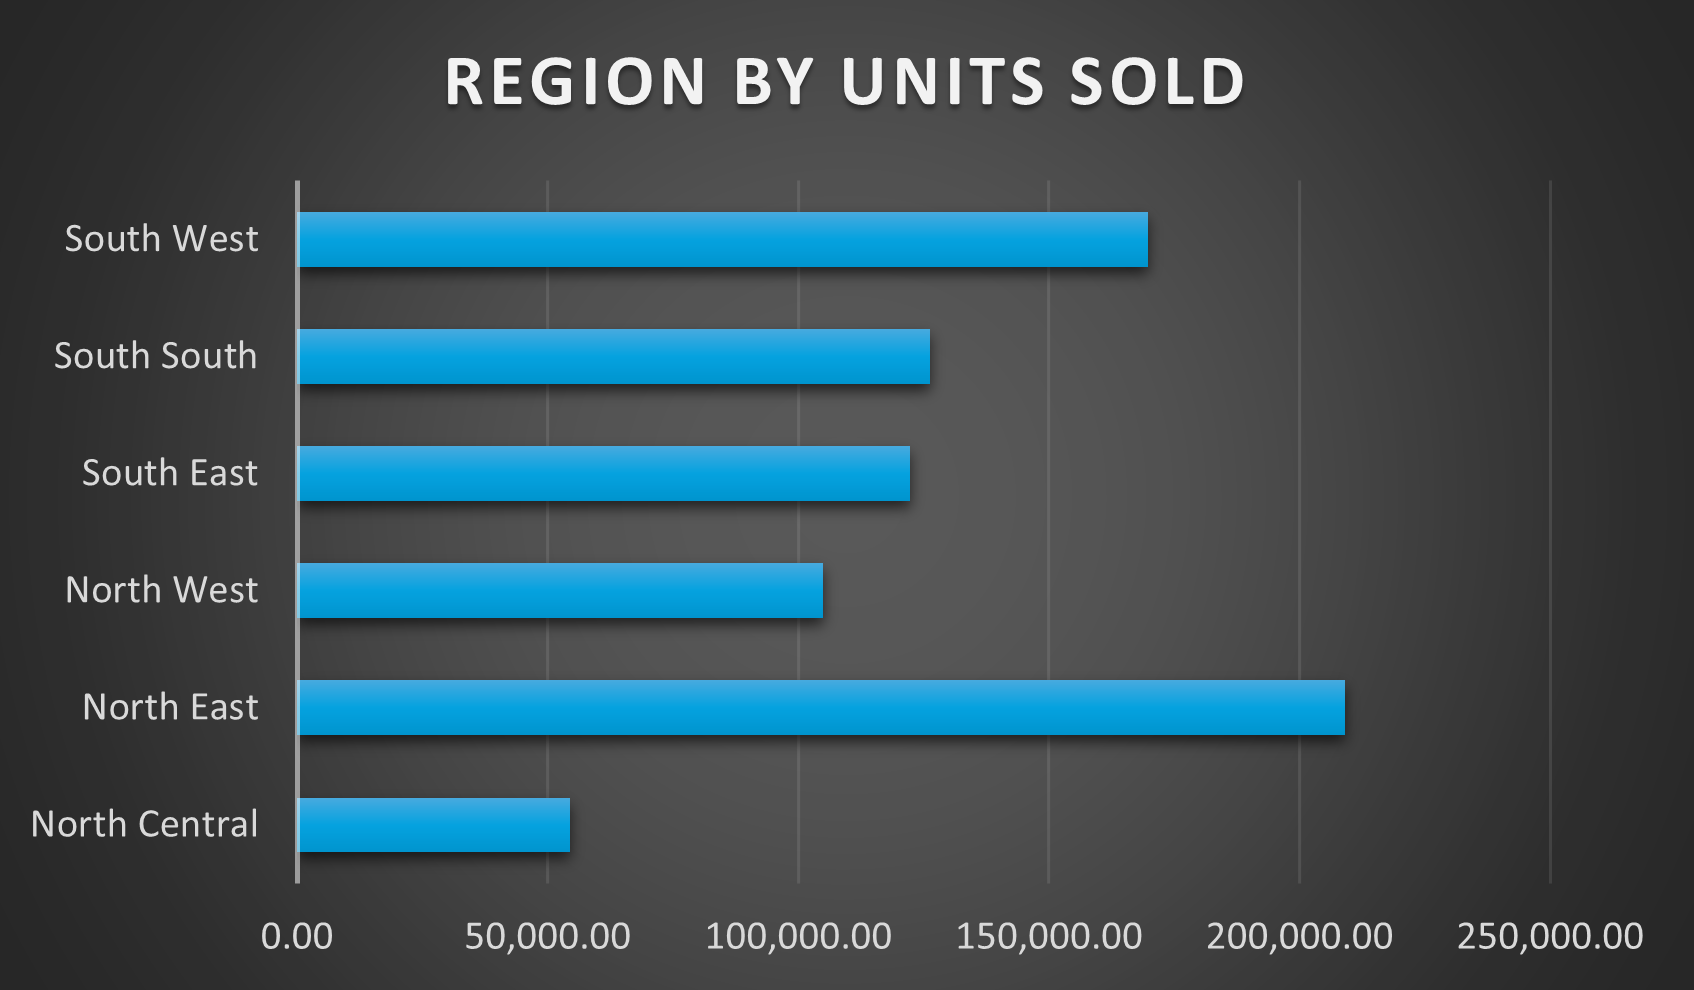 REGION BY UNITS SOLD
South West
South South
South East
North West
North East
North Central
0.00 50,000.00 100,000.00 150,000.00 200,000.00 250,000.00